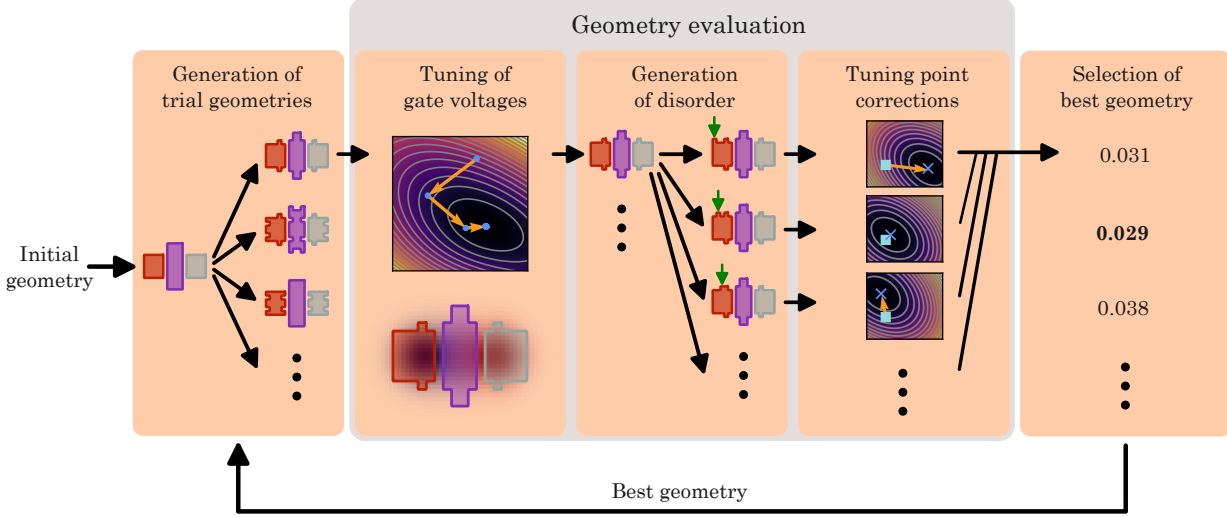 Geometry evaluation
Generation of
trial geometries
Tuning of
gate voltages
Generation
of disorder
Tuning point
corrections
Selection of
best geometry
Initial
geometry
0.031
0.029
0.038
Best geometry